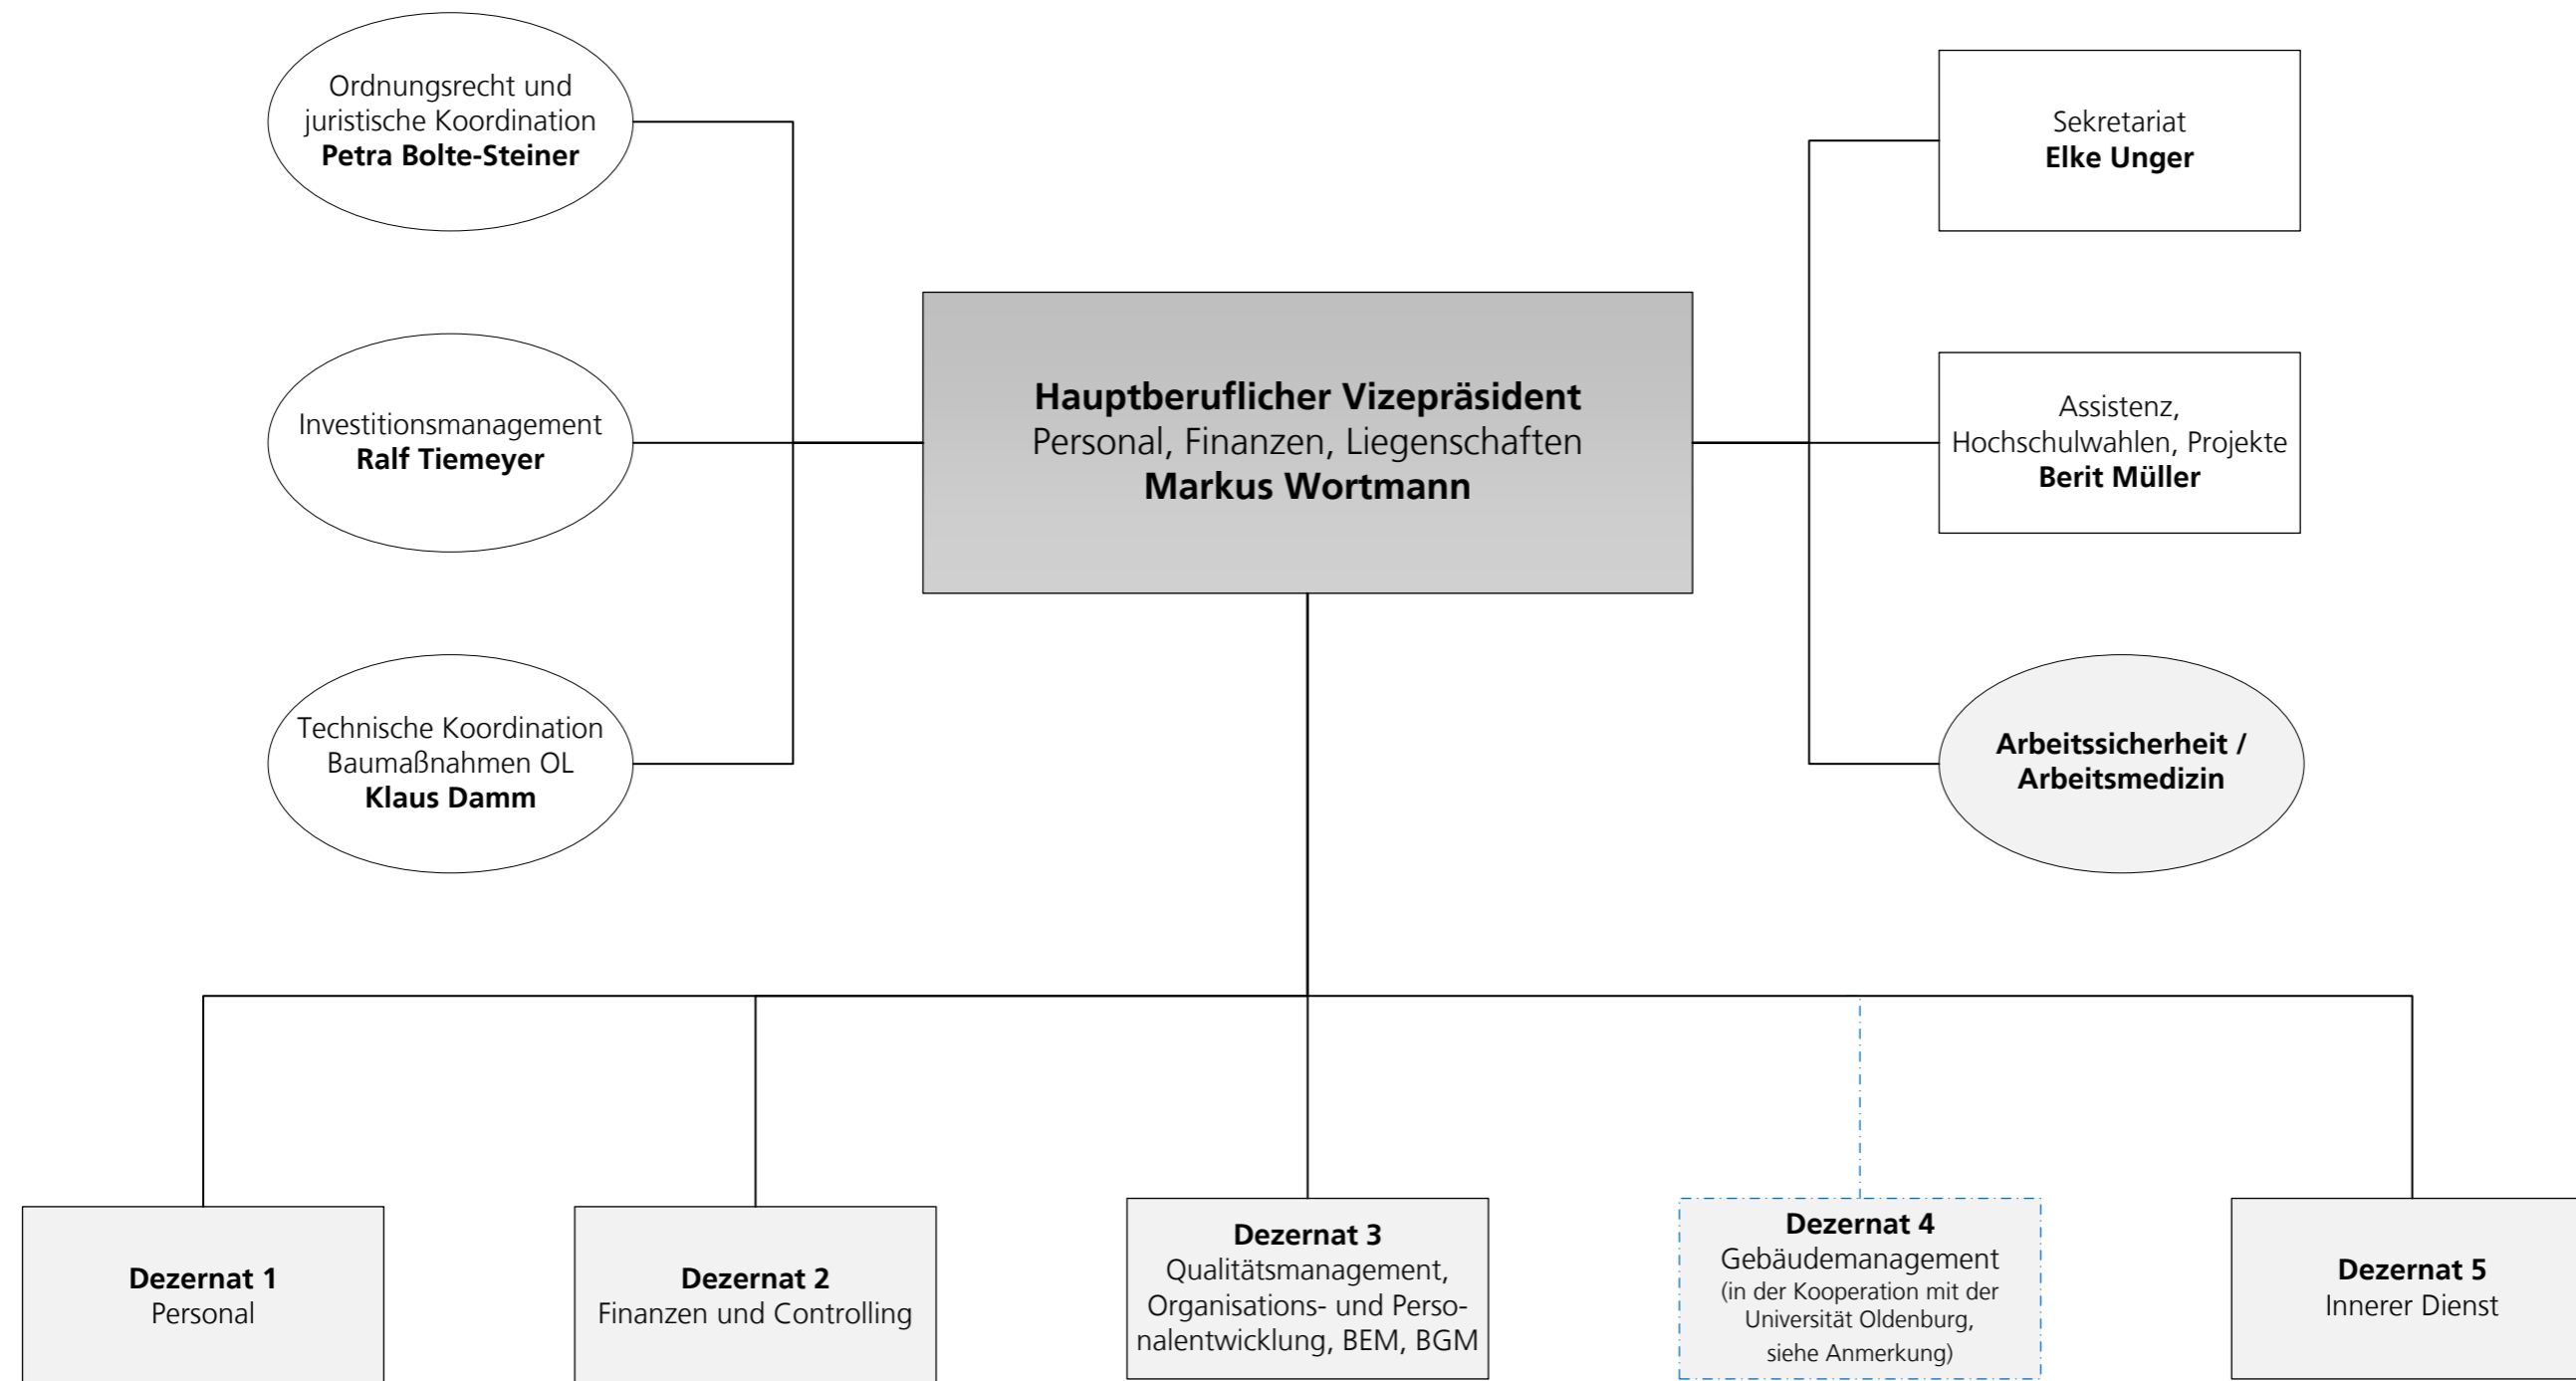 Ordnungsrecht und
juristische Koordination
Petra Bolte-Steiner
Sekretariat
Elke Unger
Investitionsmanagement
Ralf Tiemeyer
Hauptberuflicher Vizepräsident
Personal, Finanzen, Liegenschaften
Markus Wortmann
Assistenz,
Hochschulwahlen, Projekte
Berit Müller
Technische Koordination
Baumaßnahmen OL
Klaus Damm
Arbeitssicherheit /
Arbeitsmedizin
Dezernat 1
Personal
Dezernat 2
Finanzen und Controlling
Dezernat 3
Qualitätsmanagement,
Organisations- und Perso-
nalentwicklung, BEM, BGM
Dezernat 4
Gebäudemanagement
(in der Kooperation mit der
Universität Oldenburg,
siehe Anmerkung)
Dezernat 5
Innerer Dienst